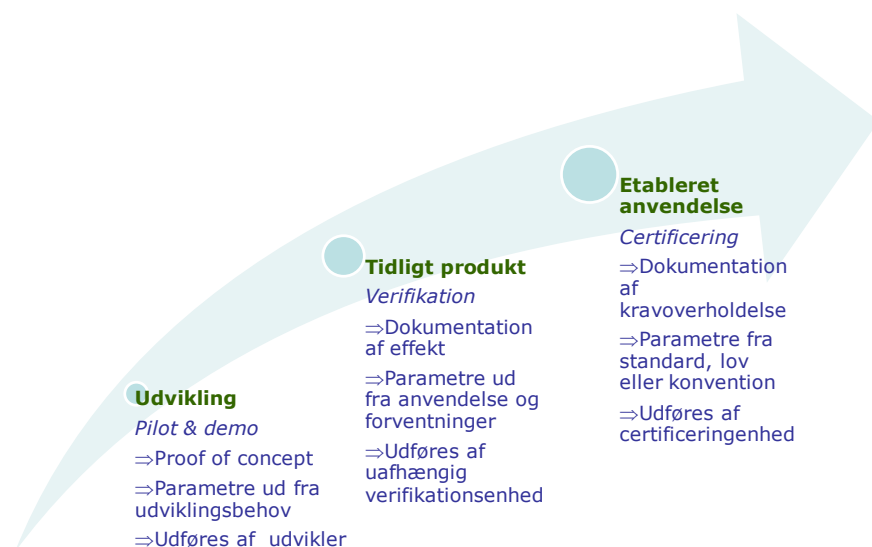 Udvikling
Pilot & demo
⇒Proof of concept
⇒Parametre ud fra
udviklingsbehov
⇒Udføres af  udvikler
Tidligt produkt
Verifikation
⇒Dokumentation
af effekt
⇒Parametre ud
fra anvendelse og
forventninger
⇒Udføres af
uafhængig
verifikationsenhed
Etableret
anvendelse
Certificering
⇒Dokumentation
af
kravoverholdelse
⇒Parametre fra
standard, lov
eller konvention
⇒Udføres af
certificeringenhed